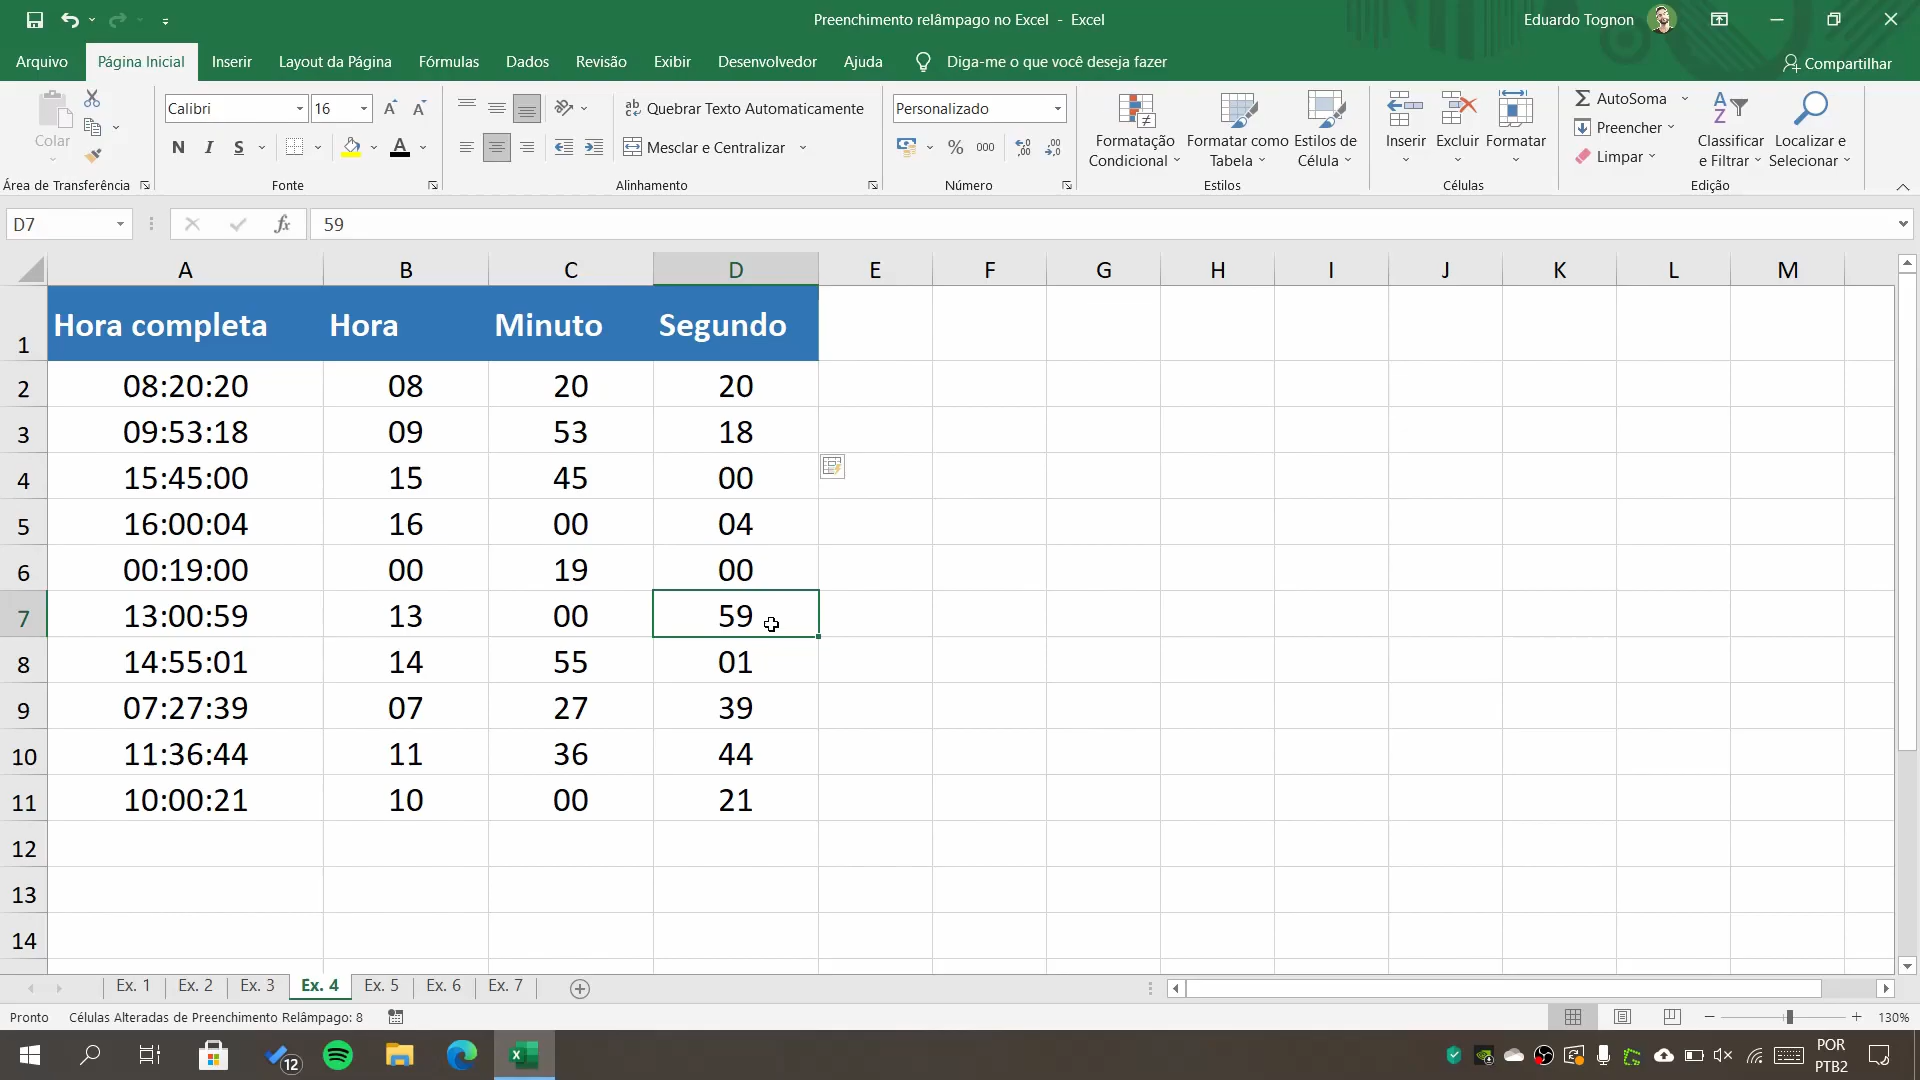 Preenchimento relâmpago no Excel - Excel
Eduardo Tognon
Arquivo Página Inicial Inserir Layout da Página Fórmulas Dados Revisão Exibir Desenvolvedor Ajuda Diga-me o que você deseja fazer Compartilhar
Colar
Calibri 16
Quebrar Texto Automaticamente
Personalizado
N I S
Mesclar e Centralizar
% 000
Formatação Condicional
Formatar como Tabela
Estilos de Célula
Inserir Excluir Formatar
AutoSoma
Preencher
Limpar
Classificar e Filtrar
Localizar e Selecionar
Área de Transferência Fonte Alinhamento Número Estilos Células Edição
D7 fx 59
A B C D E F G H I J K L M
1 Hora completa Hora Minuto Segundo
2 08:20:20 08 20 20
3 09:53:18 09 53 18
4 15:45:00 15 45 00
5 16:00:04 16 00 04
6 00:19:00 00 19 00
7 13:00:59 13 00 59
8 14:55:01 14 55 01
9 07:27:39 07 27 39
10 11:36:44 11 36 44
11 10:00:21 10 00 21
12
13
14
Ex. 1 Ex. 2 Ex. 3 Ex. 4 Ex. 5 Ex. 6 Ex. 7
Pronto Células Alteradas de Preenchimento Relâmpago: 8 130%
12
POR
PTB2